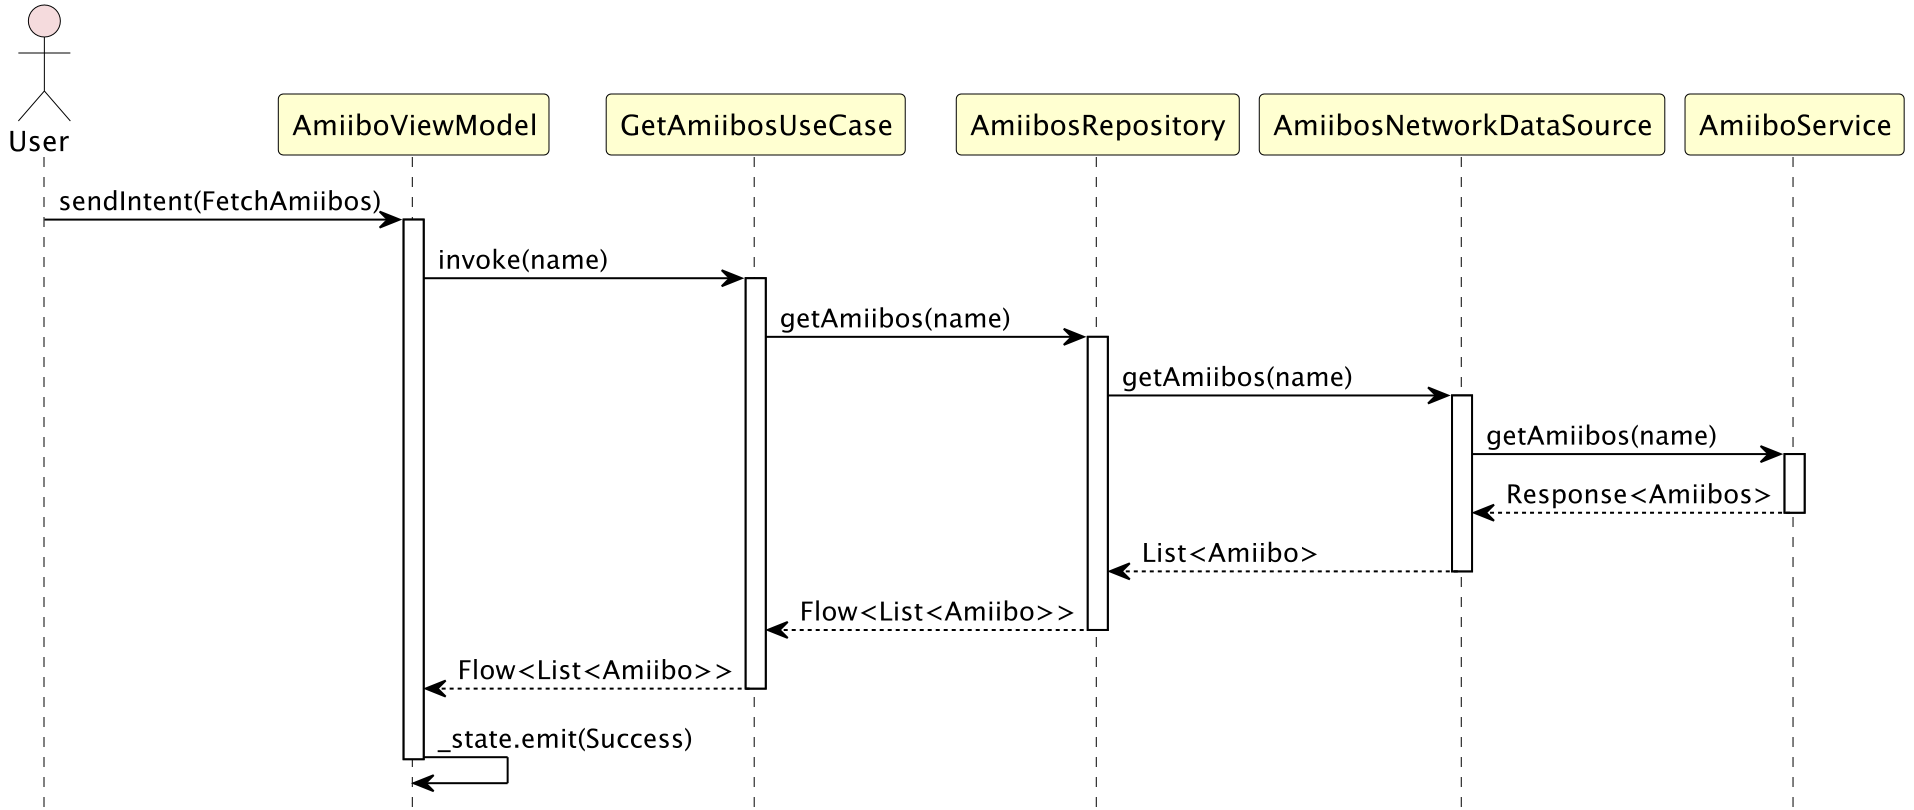 User
AmiiboViewModel
GetAmiibosUseCase
AmiibosRepository
AmiibosNetworkDataSource
AmiiboService
sendIntent(FetchAmiibos)
invoke(name)
getAmiibos(name)
getAmiibos(name)
getAmiibos(name)
Response<Amiibos>
List<Amiibo>
Flow<List<Amiibo>>
Flow<List<Amiibo>>
_state.emit(Success)